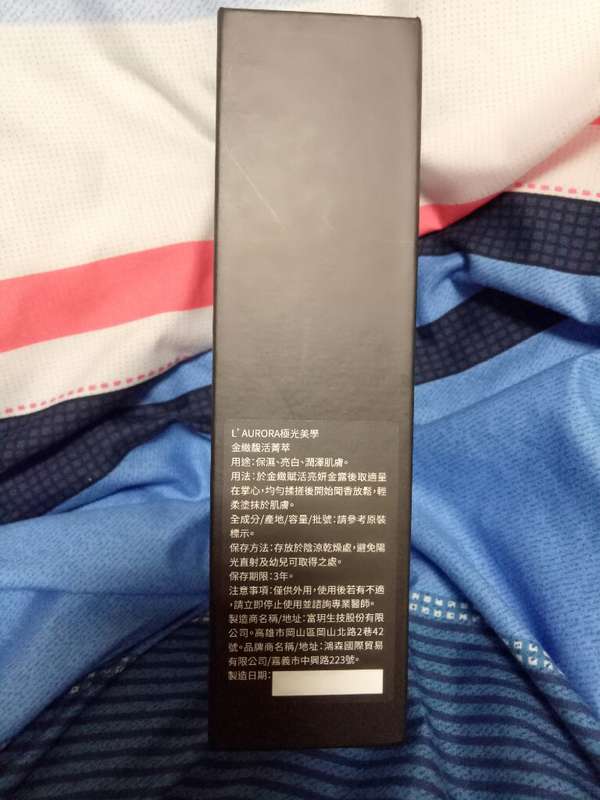 L' AURORA極光美學
金緻馥活菁萃
用途:保濕、亮白、潤澤肌膚。
用法:於金緻賦活亮妍金露後取適量
在掌心,均勻揉搓後開始聞香放鬆,輕
柔塗抹於肌膚。
全成分/產地/容量/批號:請參考原裝
標示。
保存方法:存放於陰涼乾燥處,避免陽
光直射及幼兒可取得之處。
保存期限:3年。
注意事項:僅供外用,使用後若有不適
,請立即停止使用並諮詢專業醫師。
製造商名稱/地址:富玥生技股份有限
公司。高雄市岡山區岡山北路2巷42
號。品牌商名稱/地址:鴻森國際貿易
有限公司/嘉義市中興路223號。
製造日期: